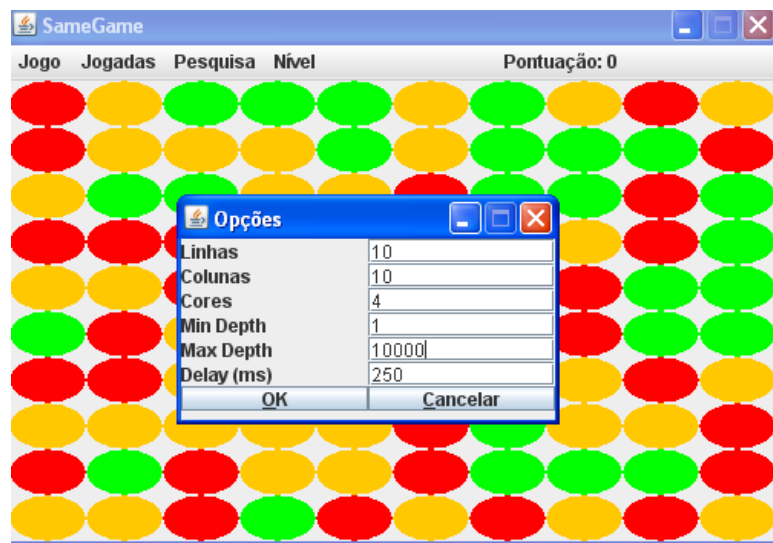 SameGame
Jogo Jogadas Pesquisa Nível Pontuação: 0
Opções
Linhas 10
Colunas 10
Cores 4
Min Depth 1
Max Depth 10000
Delay (ms) 250
OK Cancelar